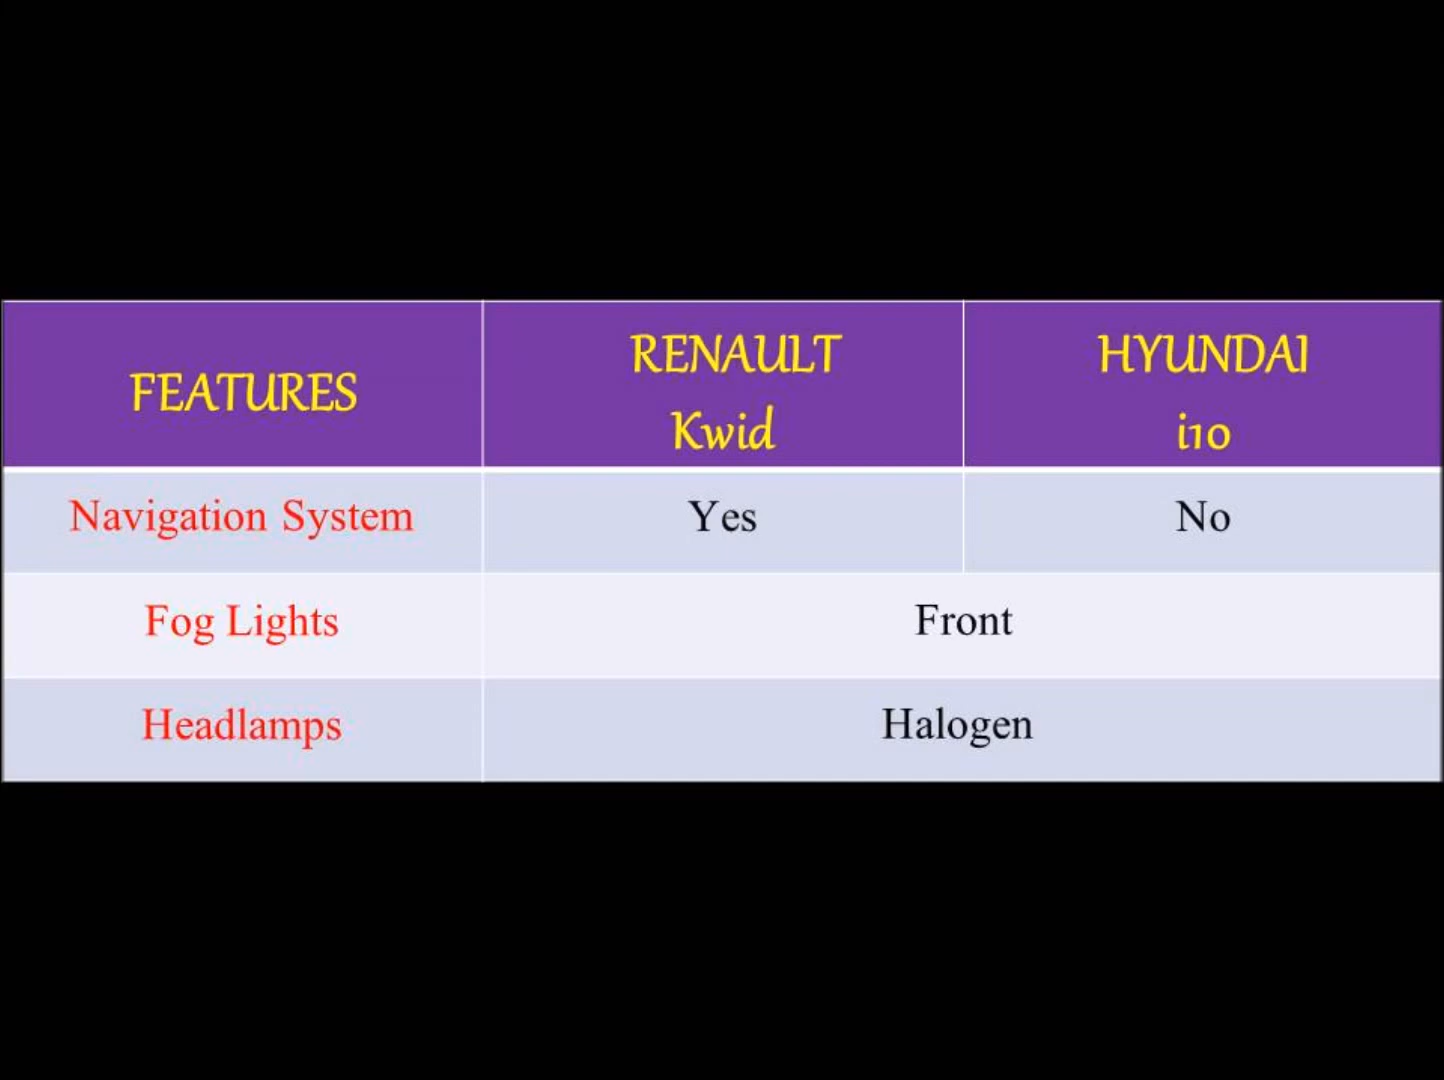 FEATURES RENAULT Kwid HYUNDAI i10
Navigation System Yes No
Fog Lights Front
Headlamps Halogen